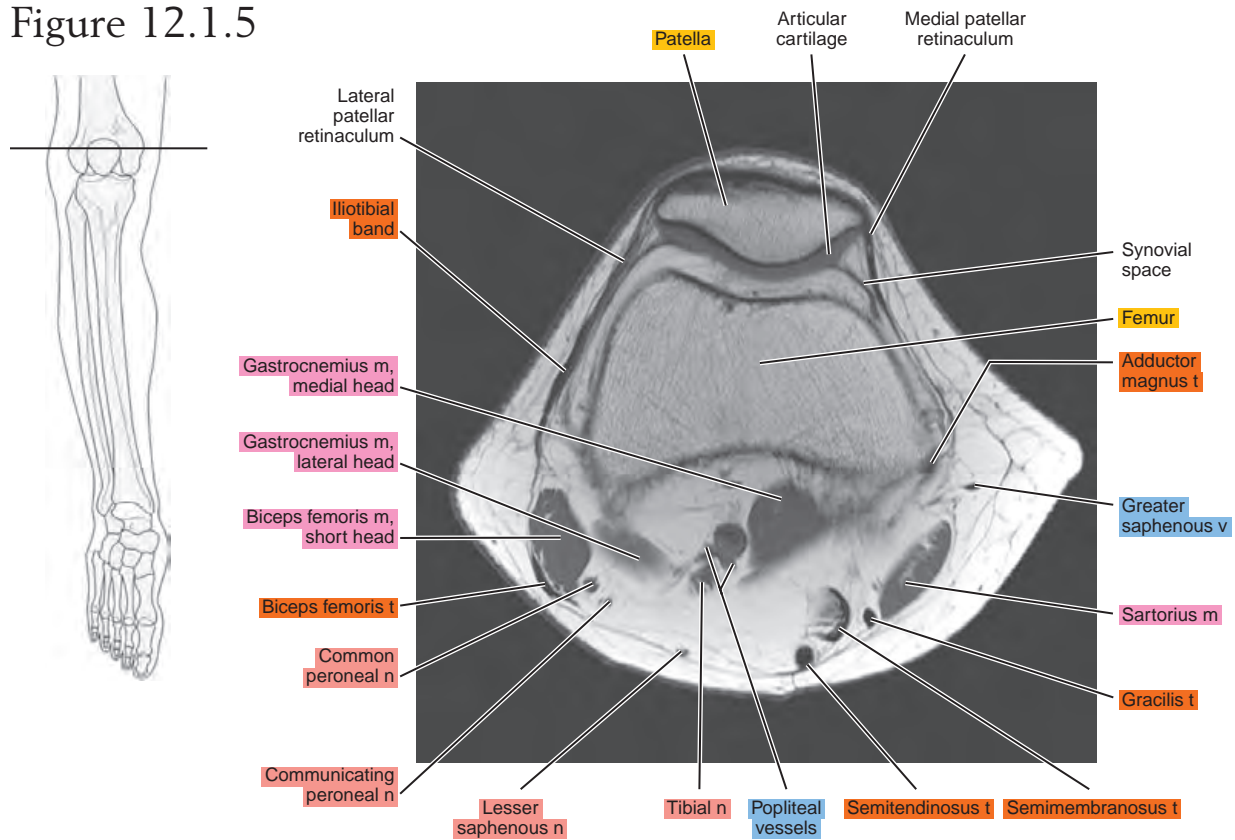 Figure 12.1.5
Patella
Articular
cartilage
Medial patellar
retinaculum
Lateral
patellar
retinaculum
Iliotibial
band
Synovial
space
Femur
Gastrocnemius m,
medial head
Adductor
magnus t
Gastrocnemius m,
lateral head
Greater
saphenous v
Biceps femoris m,
short head
Biceps femoris t
Sartorius m
Common
peroneal n
Gracilis t
Communicating
peroneal n
Lesser
saphenous n
Tibial n
Popliteal
vessels
Semitendinosus t
Semimembranosus t